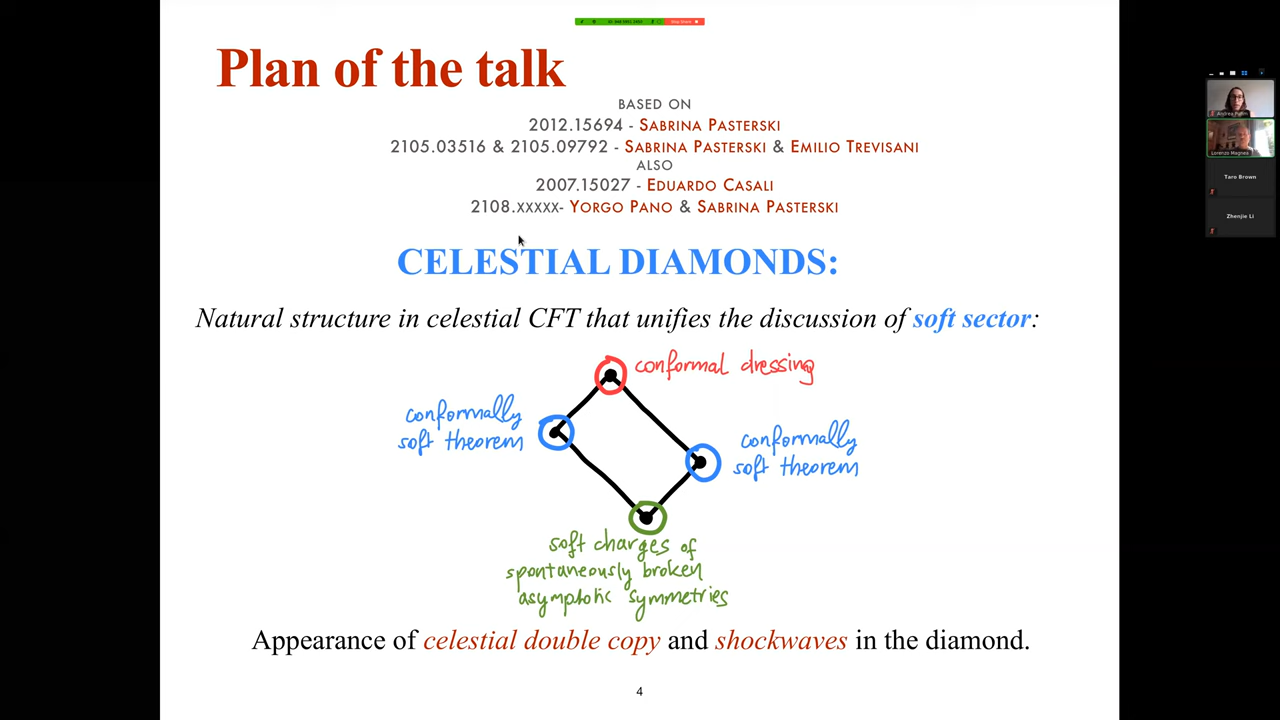 Plan of the talk
BASED ON
2012.15694 - SABRINA PASTERSKI
2105.03516 & 2105.09792 - SABRINA PASTERSKI & EMILIO TREVISANI
ALSO
2007.15027 - EDUARDO CASALI
2108.XXXXX- YORGO PANO & SABRINA PASTERSKI
CELESTIAL DIAMONDS:
Natural structure in celestial CFT that unifies the discussion of soft sector:
conformal dressing
conformally
soft theorem
conformally
soft theorem
soft charges of
spontaneously broken
asymptotic symmetries
Appearance of celestial double copy and shockwaves in the diamond.
4
Lorenzo Magnea
Taro Brown
Zhenjie Li